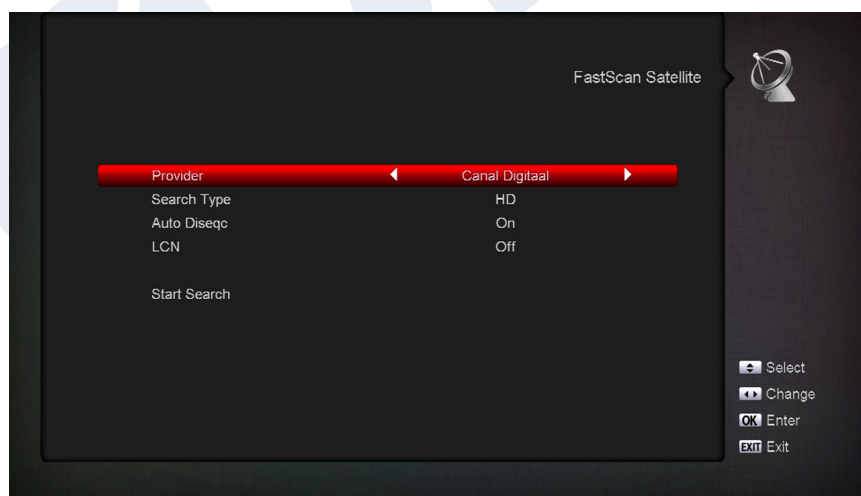 FastScan Satellite
Provider Canal Digitaal
Search Type HD
Auto Diseqc On
LCN Off
Start Search
Select
Change
OK Enter
EXIT Exit